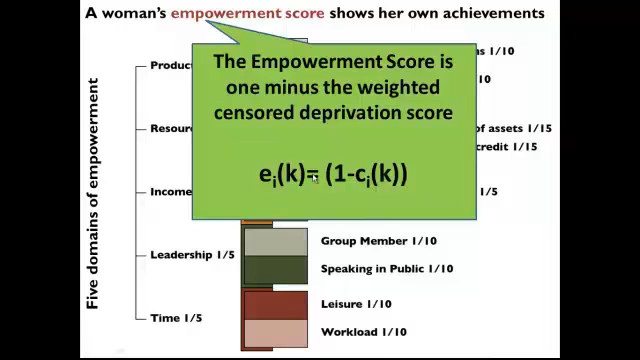 A woman's empowerment score shows her own achievements
The Empowerment Score is
one minus the weighted
censored deprivation score
eᵢ(k)= (1-cᵢ(k))
Five domains of empowerment
Product
1/10
10
Resour
of assets 1/15
credit 1/15
Income
1/5
Leadership 1/5
Group Member 1/10
Speaking in Public 1/10
Time 1/5
Leisure 1/10
Workload 1/10